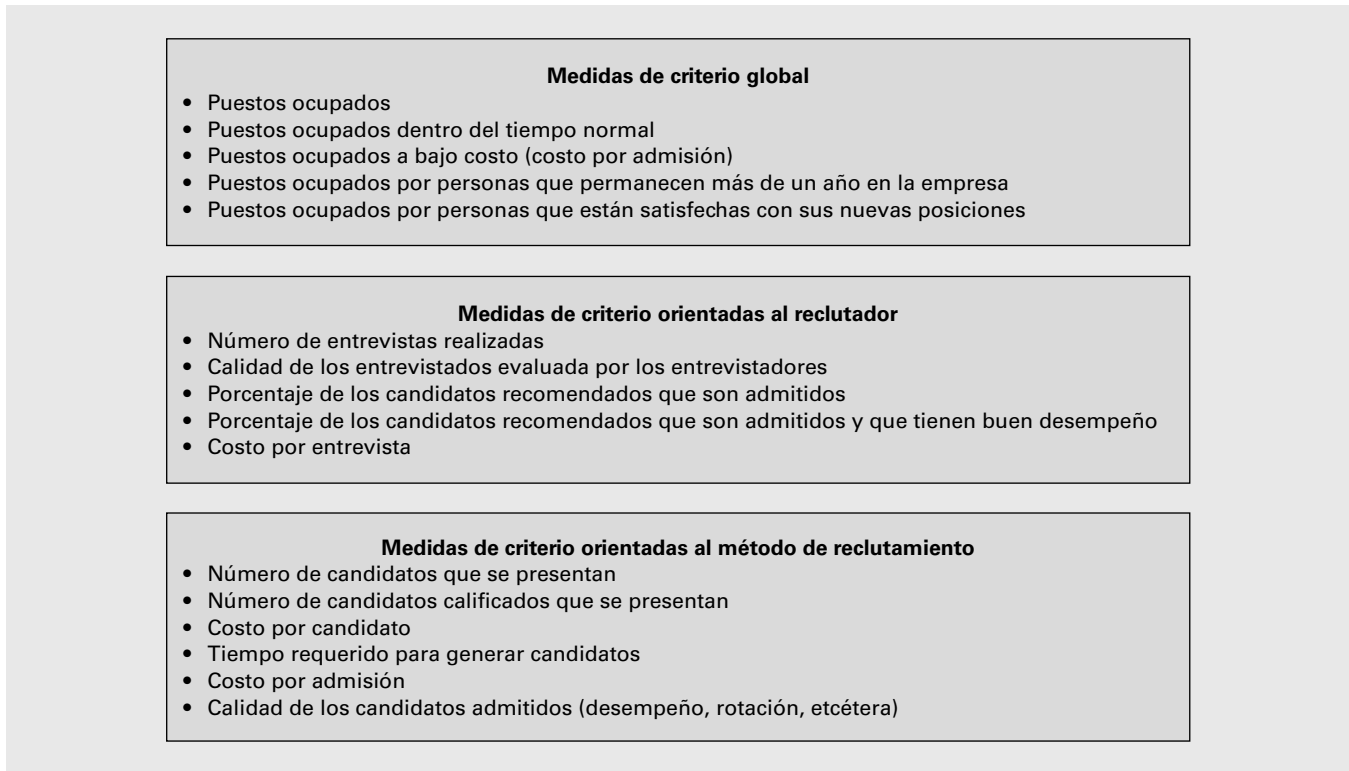 Medidas de criterio global
• Puestos ocupados
• Puestos ocupados dentro del tiempo normal
• Puestos ocupados a bajo costo (costo por admisión)
• Puestos ocupados por personas que permanecen más de un año en la empresa
• Puestos ocupados por personas que están satisfechas con sus nuevas posiciones
Medidas de criterio orientadas al reclutador
• Número de entrevistas realizadas
• Calidad de los entrevistados evaluada por los entrevistadores
• Porcentaje de los candidatos recomendados que son admitidos
• Porcentaje de los candidatos recomendados que son admitidos y que tienen buen desempeño
• Costo por entrevista
Medidas de criterio orientadas al método de reclutamiento
• Número de candidatos que se presentan
• Número de candidatos calificados que se presentan
• Costo por candidato
• Tiempo requerido para generar candidatos
• Costo por admisión
• Calidad de los candidatos admitidos (desempeño, rotación, etcétera)